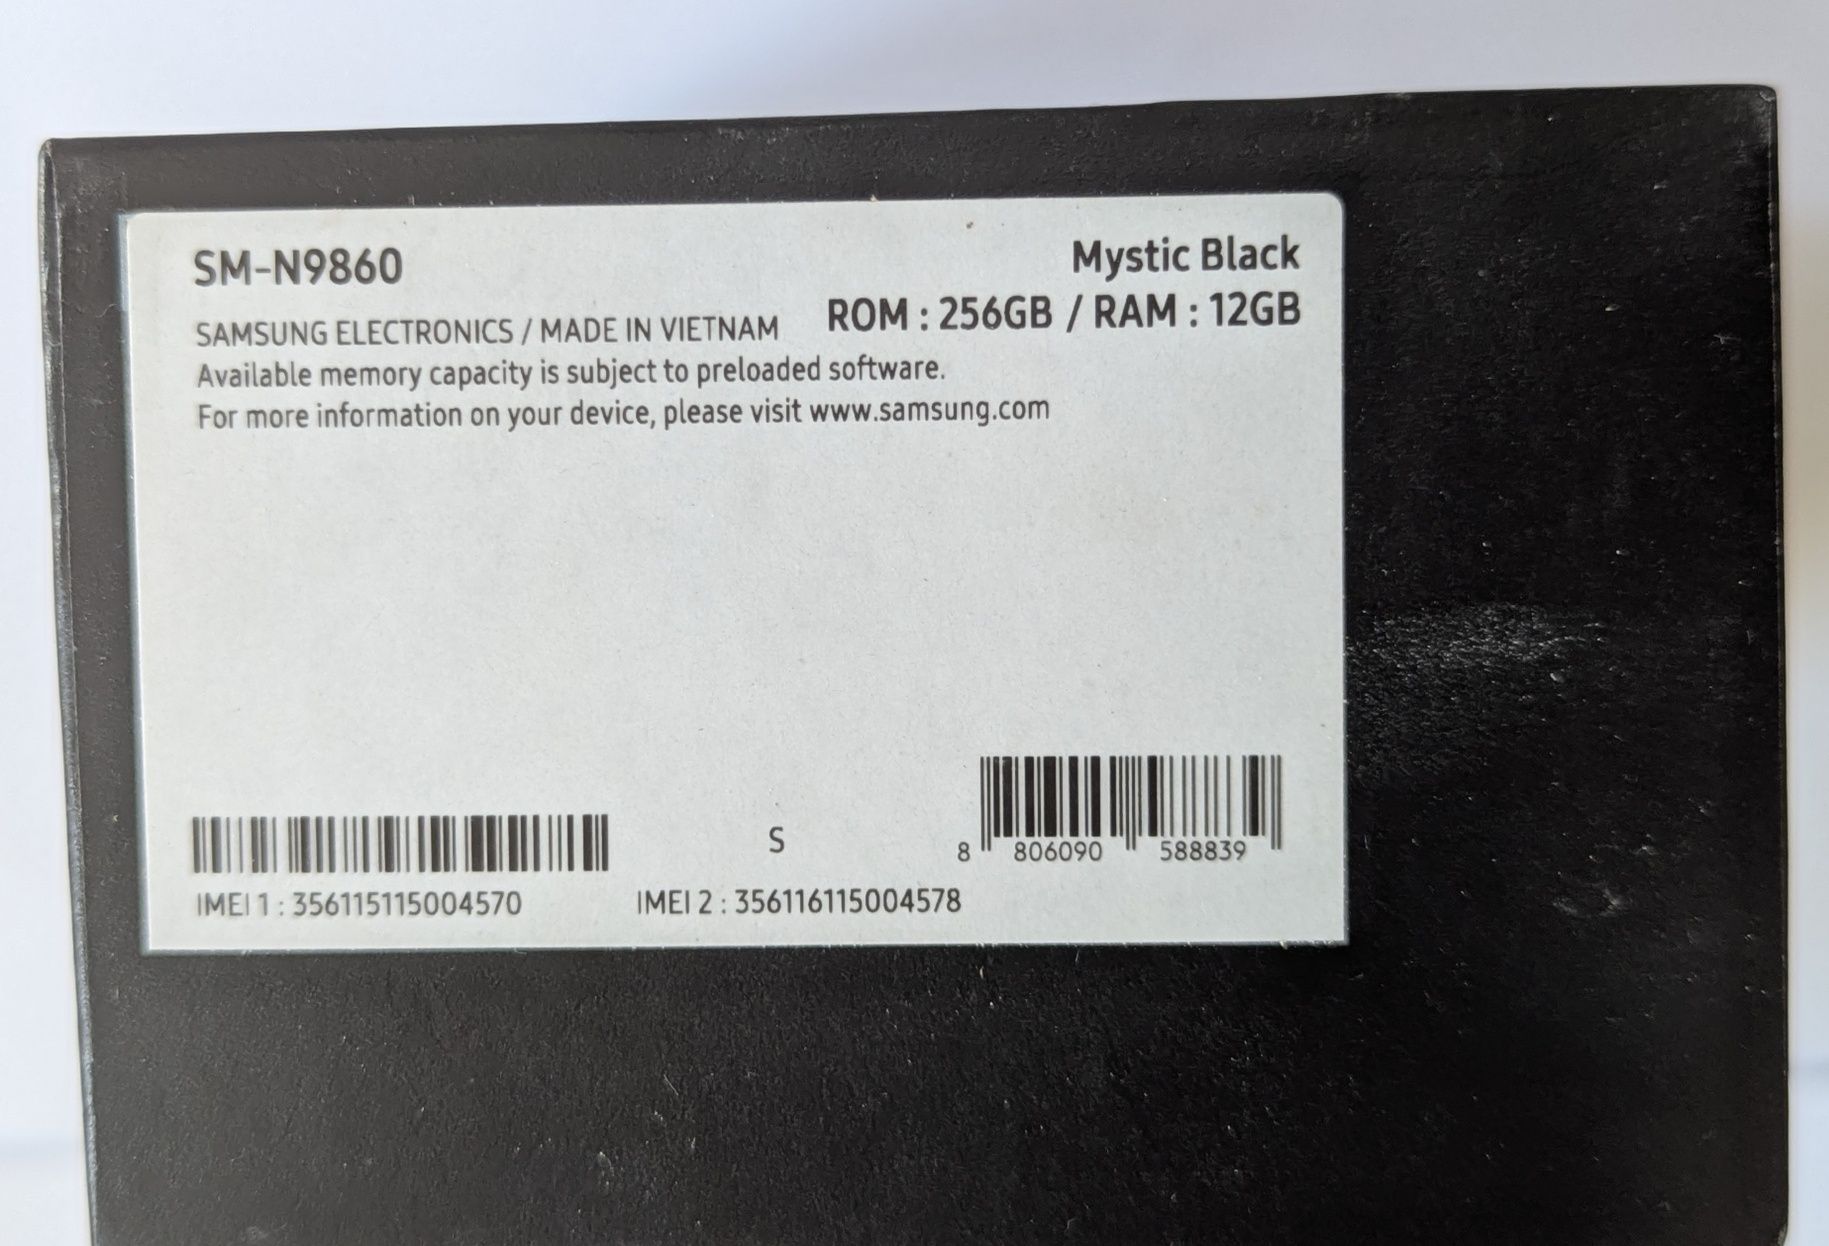 SM-N9860
Mystic Black
ROM : 256GB / RAM : 12GB
SAMSUNG ELECTRONICS / MADE IN VIETNAM
Available memory capacity is subject to preloaded software.
For more information on your device, please visit www.samsung.com
S
8 806090 588839
IMEI 1 : 356115115004570
IMEI 2 : 356116115004578